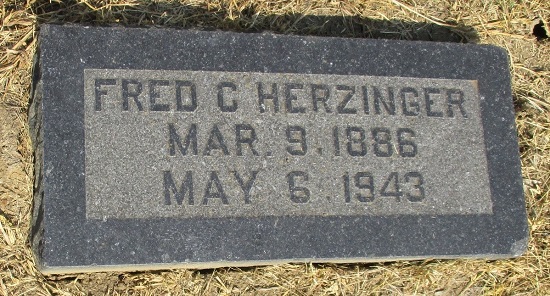 FRED C HERZINGER
MAR. 9. 1886
MAY 6. 1943